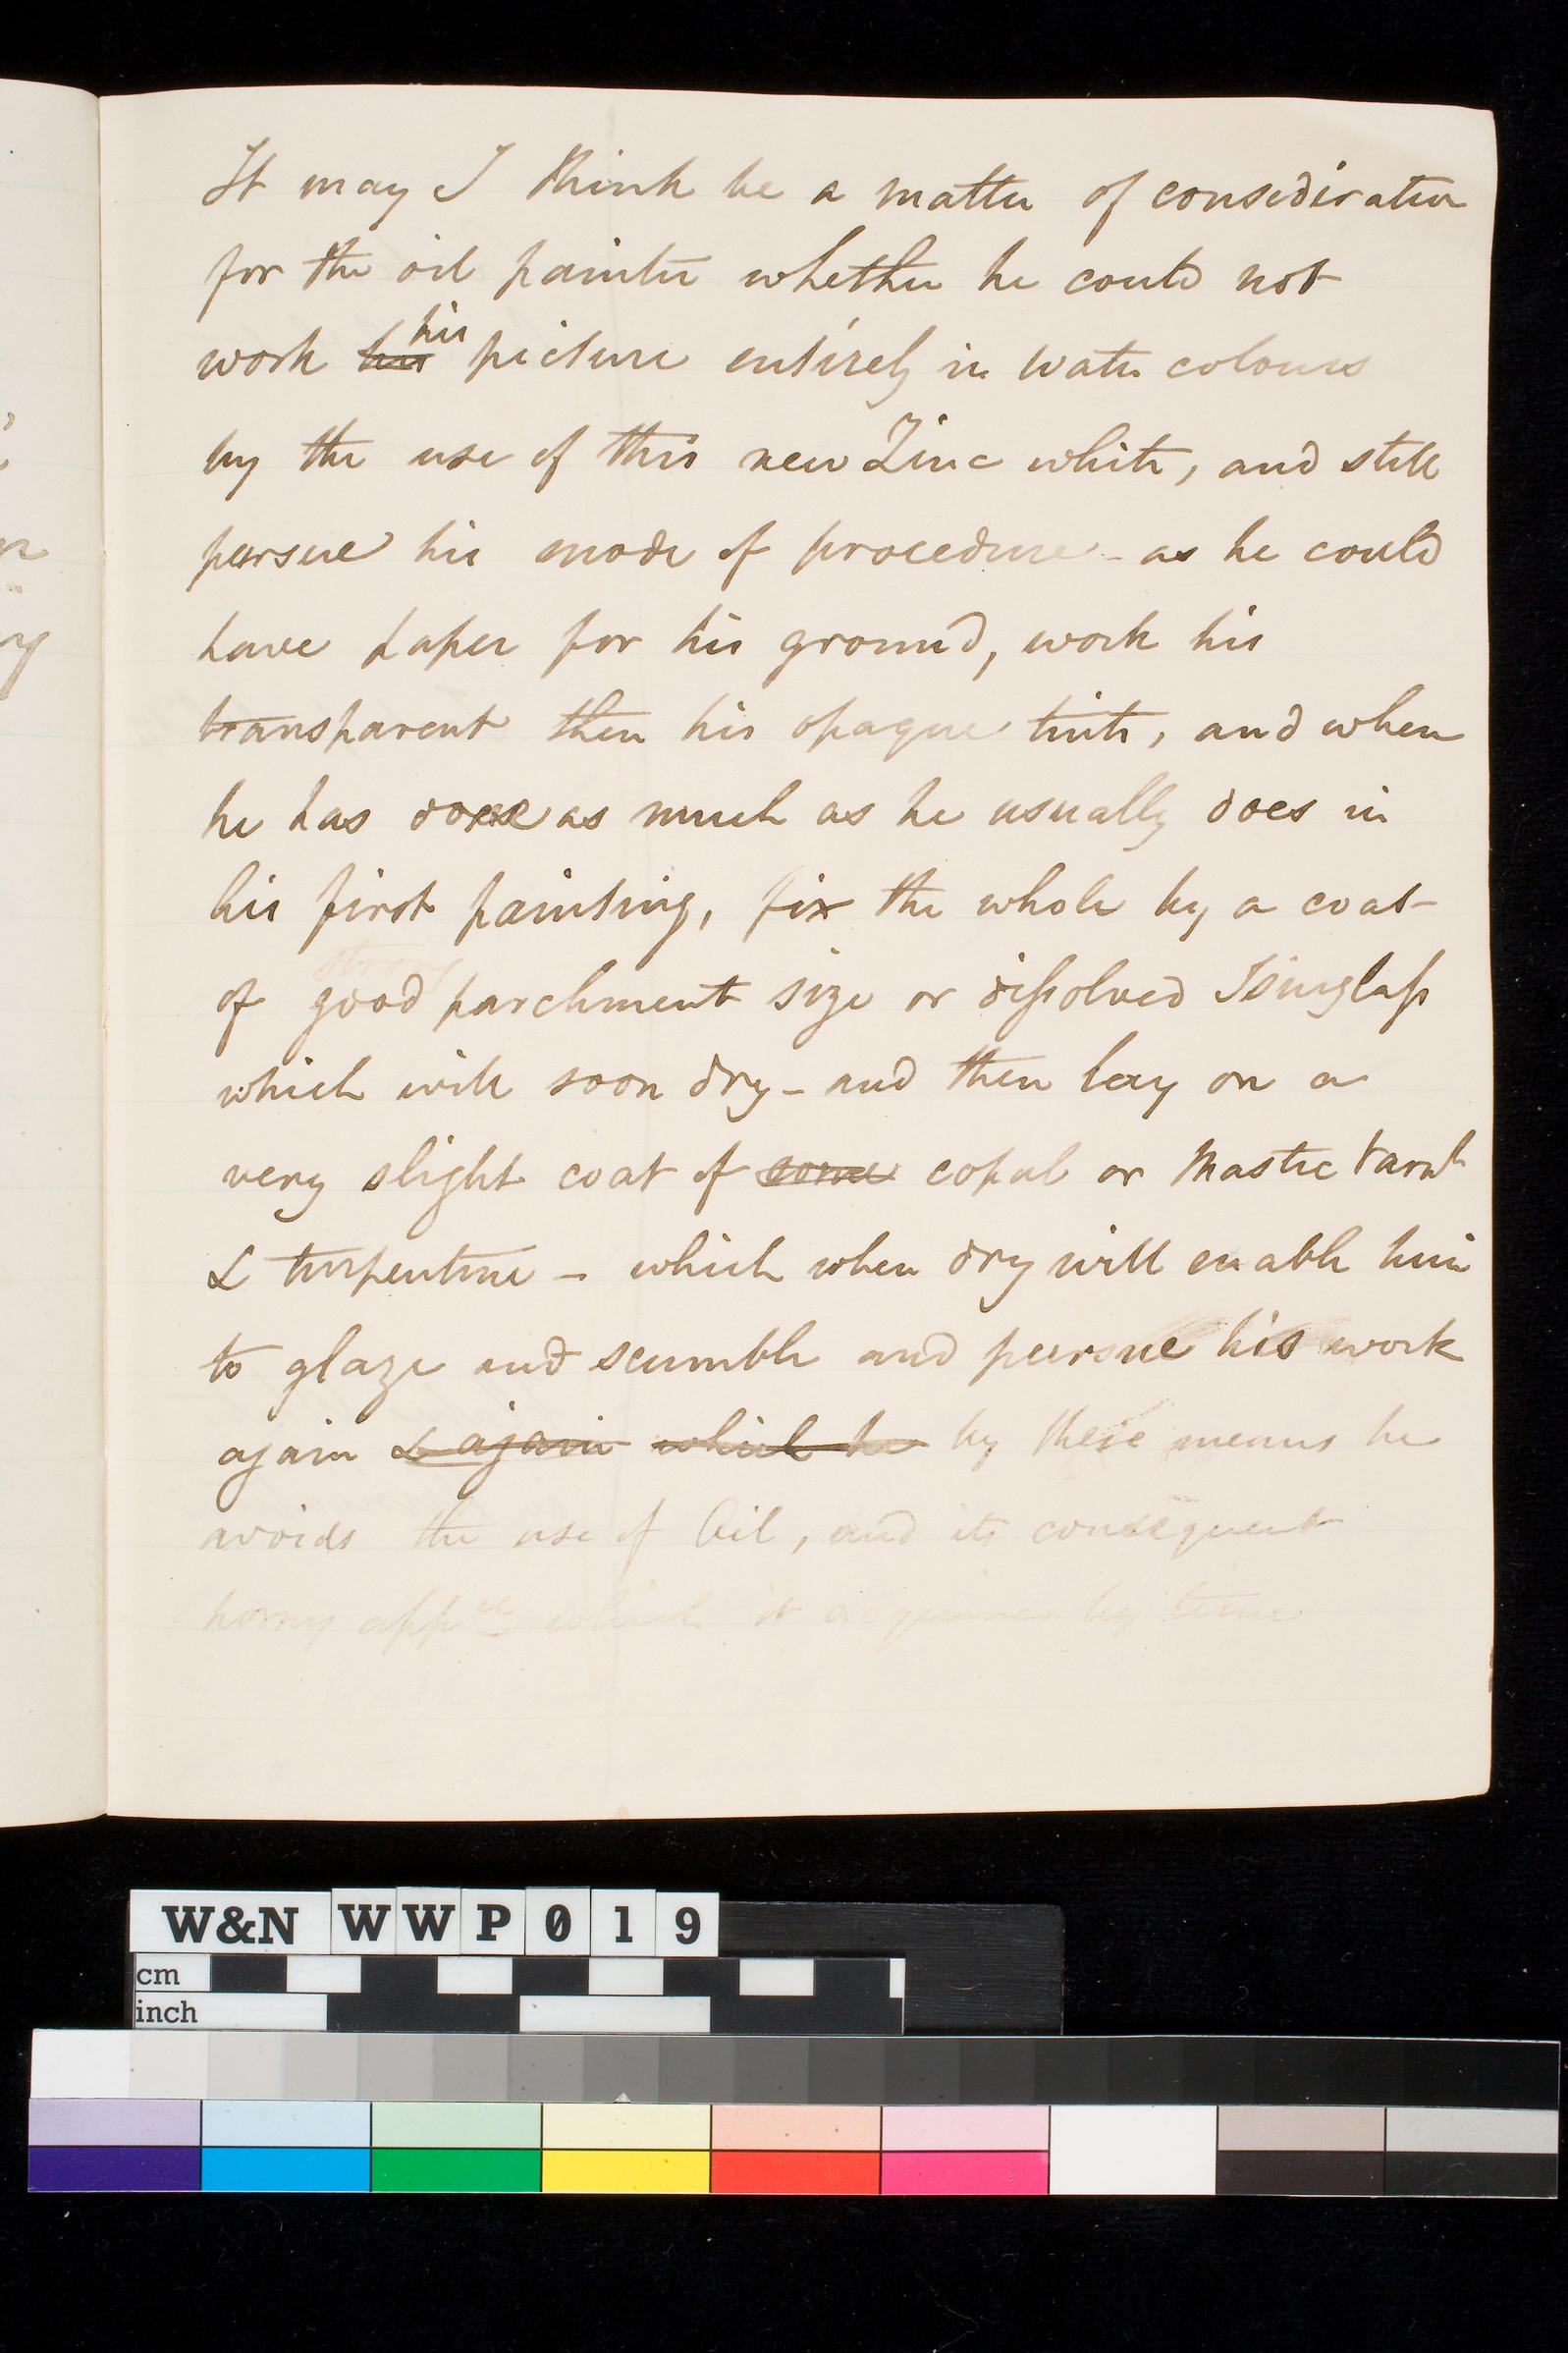 It may I think be a matter of consediration
for the oil painter whether he could not
work has his picture entirely in water colours
by the use of this new Zinc white, and still
persue his mode of procedure - as he could
have paper for his ground, work his
transparent then his opaque tints, and when
he has done as much as he usually does in
his first painting, fix the whole by a coat
strong
of good parchment size or dissolved Isinglass
which will soon dry - and then lay on a
very slight coat of some copal or Mastic Varnh
& turpentine - which when dry will enable him
to glaze and scumble and persue his work
again & again which he by these means he
avoids the use of Oil, and its consequent
horny appce which it acquires by time
W&N WWP019
cm
inch